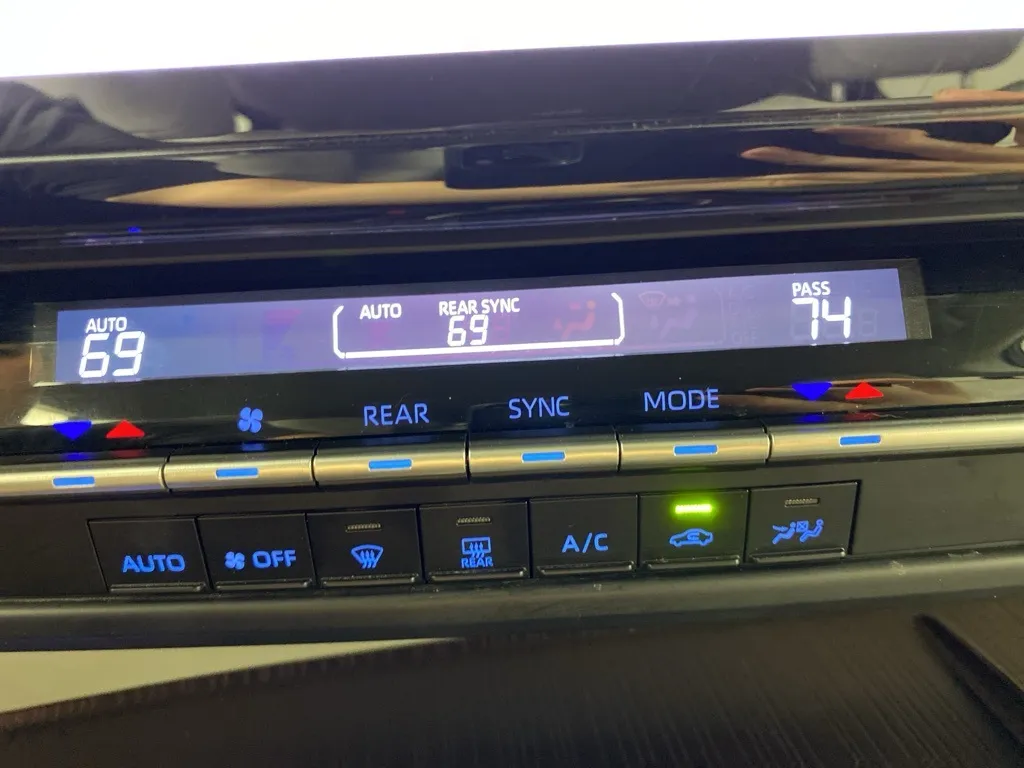 AUTO
69
AUTO REAR SYNC
69
PASS
74
REAR SYNC MODE
AUTO OFF REAR A/C